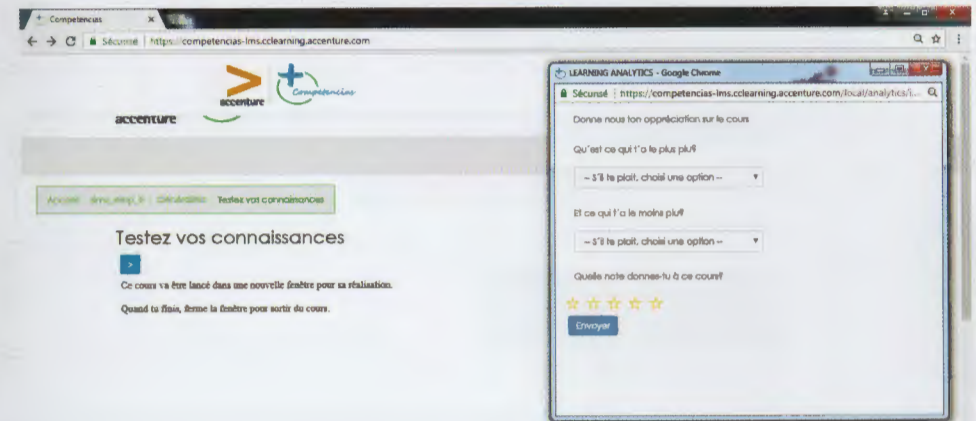 Competencias
Sécurisé https://competencias-lms.cclearning.accenture.com
accenture
Competencias
accenture
Accueil
Testez vos connaissances
Testez vos connaissances
>
Ce cours va être lancé dans une nouvelle fenêtre pour sa réalisation.
Quand tu finis, ferme la fenêtre pour sortir du cours.
LEARNING ANALYTICS - Google Chrome
Sécurisé https://competencias-lms.cclearning.accenture.com/local/analytics/i...
Donne nous ton appréciation sur le cours
Qu'est ce qui t'a le plus plu?
-- S'il te plait, choisi une option --
Et ce qui t'a le moins plu?
-- S'il te plait, choisi une option --
Quelle note donnes-tu à ce cours?
Envoyer